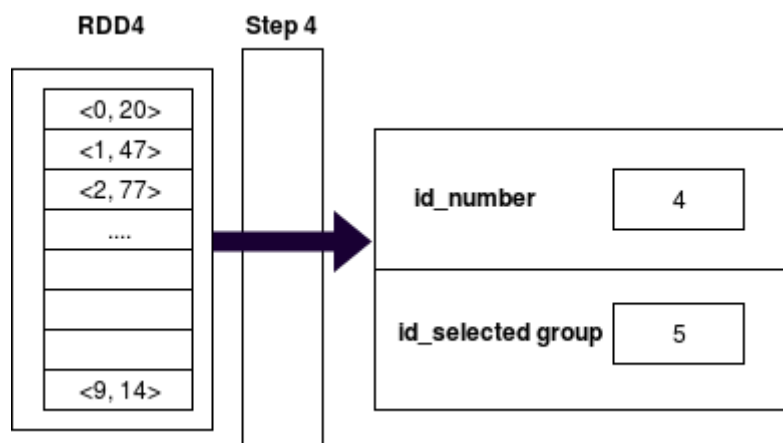 RDD4
Step 4
<0, 20>
<1, 47>
<2, 77>
....
<9, 14>
id_number
4
id_selected group
5